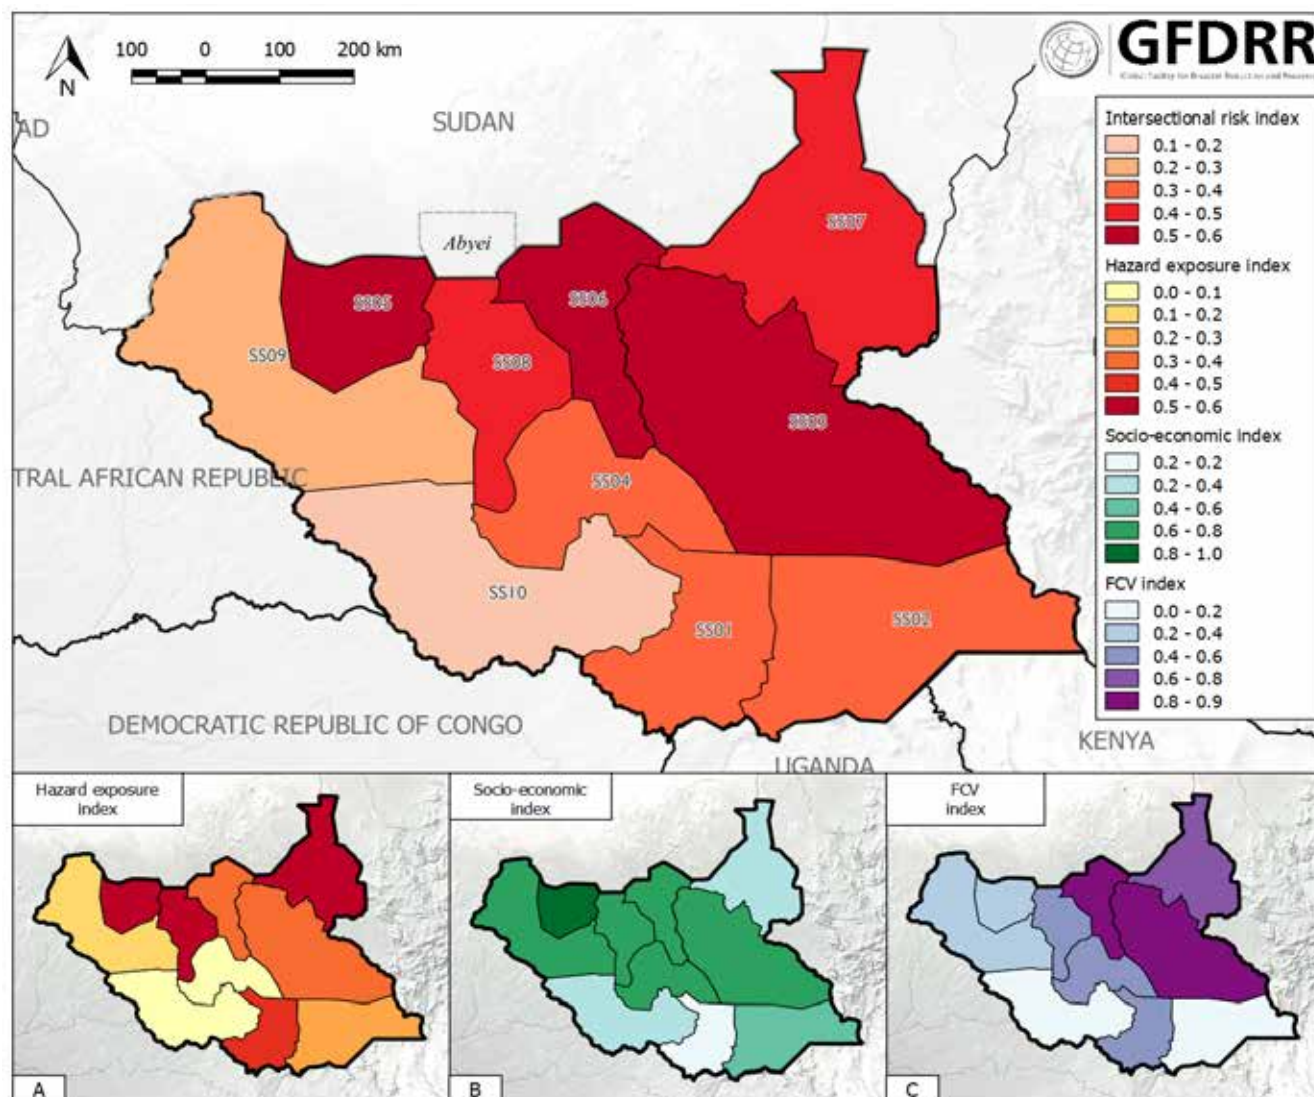 100 0 100 200 km
N
GFDRR
AD
SUDAN
Abyei
SS07
SS05
SS06
SS09
SS08
SS03
TRAL AFRICAN REPUBLIC
SS04
SS10
SS01
SS02
DEMOCRATIC REPUBLIC OF CONGO
UGANDA
KENYA
Intersectional risk index
0.1 - 0.2
0.2 - 0.3
0.3 - 0.4
0.4 - 0.5
0.5 - 0.6
Hazard exposure index
0.0 - 0.1
0.1 - 0.2
0.2 - 0.3
0.3 - 0.4
0.4 - 0.5
0.5 - 0.6
Socio-economic index
0.2 - 0.2
0.2 - 0.4
0.4 - 0.6
0.6 - 0.8
0.8 - 1.0
FCV index
0.0 - 0.2
0.2 - 0.4
0.4 - 0.6
0.6 - 0.8
0.8 - 0.9
Hazard exposure
index
A
Socio-economic
index
B
FCV
index
C